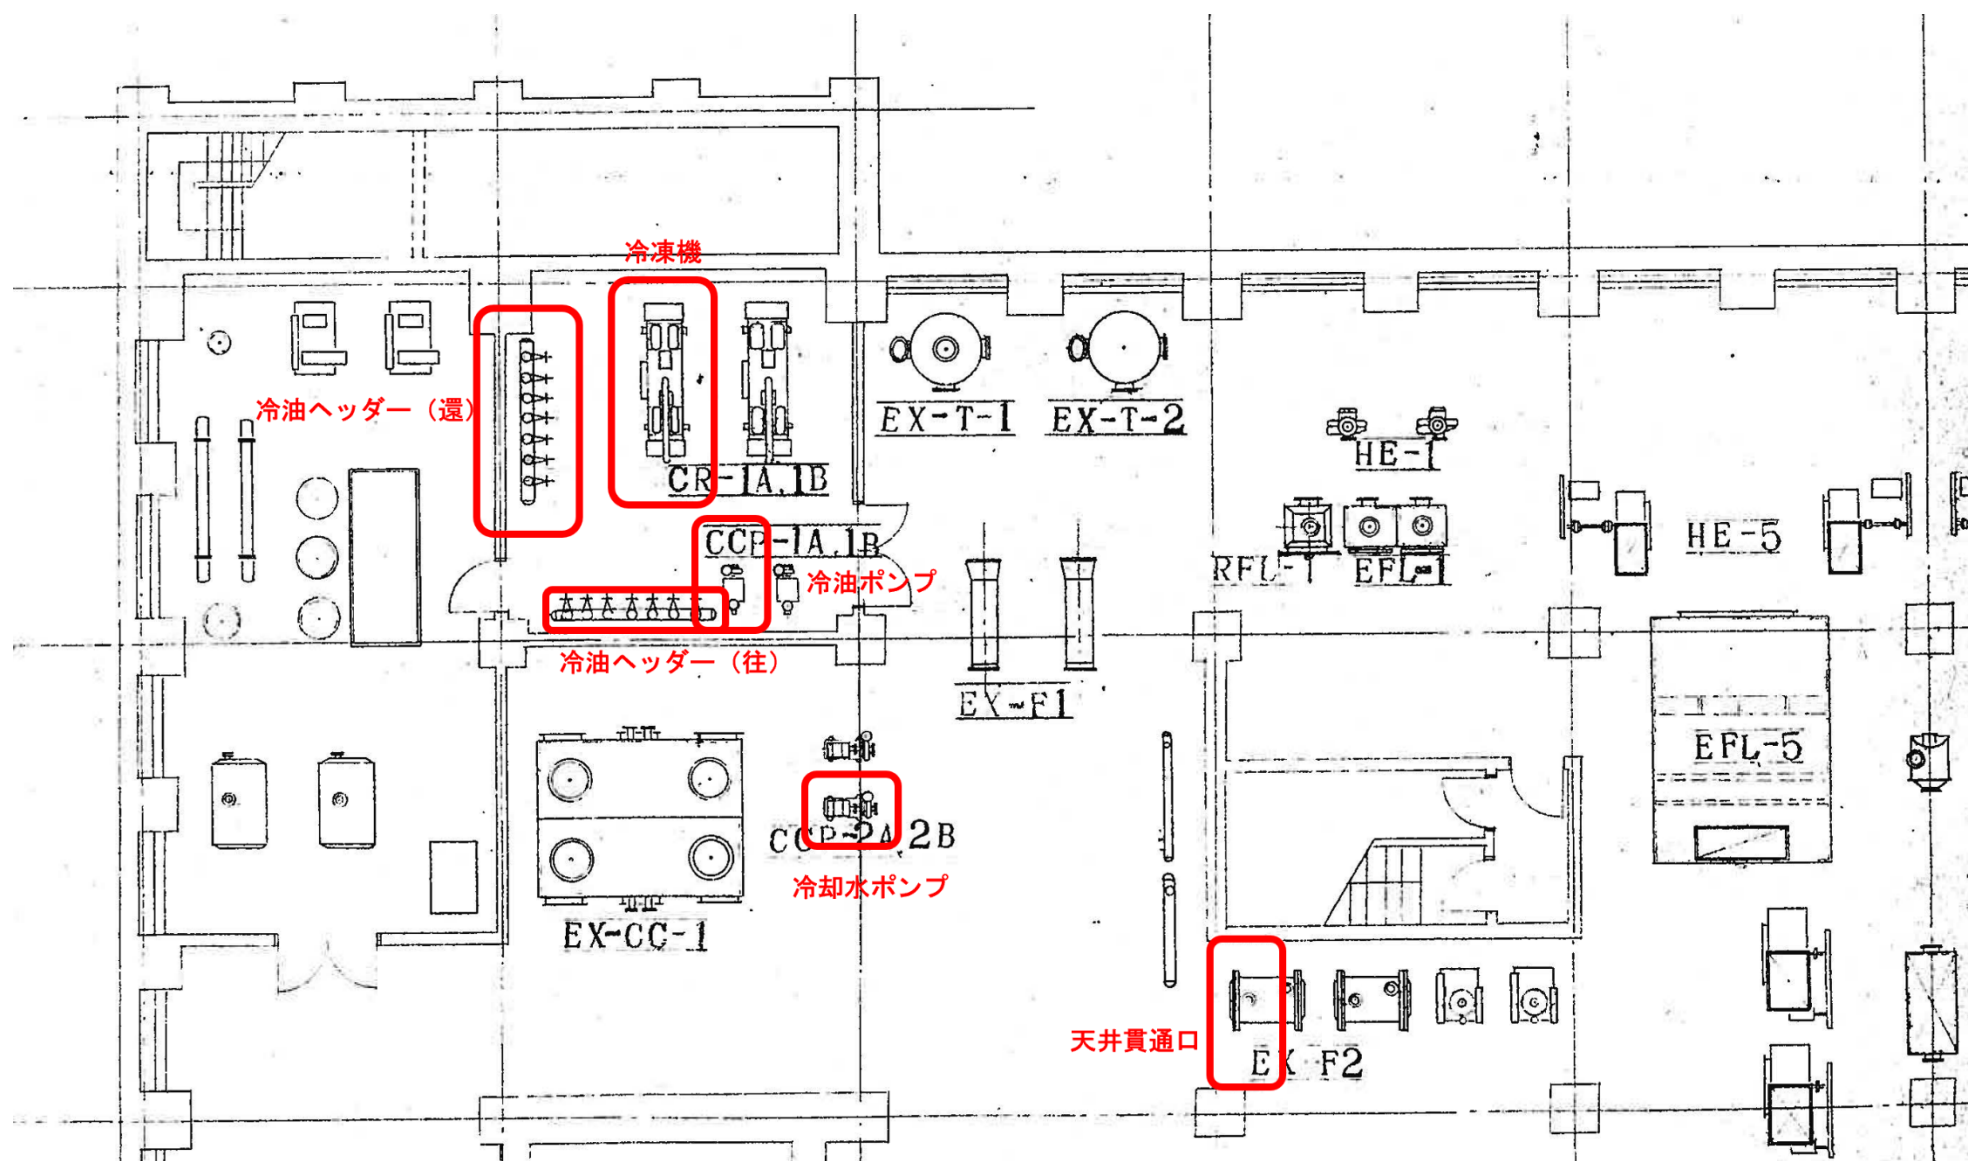 冷凍機
冷油ヘッダー（還）
EX-T-1
EX-T-2
HE-1
CR-1A,1B
CCP-1A,1B
HE-5
冷油ポンプ
RFL-1
EFL-1
冷油ヘッダー（往）
EX-F1
EFL-5
CCP-2A,2B
冷却水ポンプ
EX-CC-1
天井貫通口
EX-F2